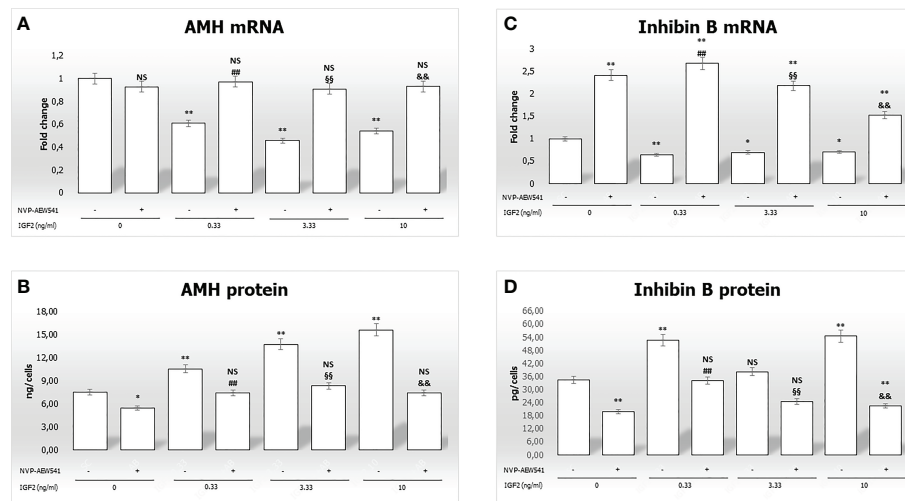 A
AMH mRNA
1,2
1
0,8
0,6
0,4
0,2
0
Fold change
NS
**
NS
##
**
NS
§§
**
NS
&&
NVP-AEW541 - + - + - + - +
IGF2 (ng/ml) 0 0.33 3.33 10
C
Inhibin B mRNA
3
2,5
2
1,5
1
0,5
0
Fold change
**
**
**
##
*
**
§§
*
**
&&
NVP-AEW541 - + - + - + - +
IGF2 (ng/ml) 0 0.33 3.33 10
B
AMH protein
18,00
15,00
12,00
9,00
6,00
3,00
0,00
ng/cells
*
**
NS
##
**
NS
§§
**
NS
&&
NVP-AEW541 - + - + - + - +
IGF2 (ng/ml) 0 0.33 3.33 10
D
Inhibin B protein
66,00
60,00
54,00
48,00
42,00
36,00
30,00
24,00
18,00
12,00
6,00
0,00
pg/cells
**
**
NS
##
NS
NS
§§
**
**
&&
NVP-AEW541 - + - + - + - +
IGF2 (ng/ml) 0 0.33 3.33 10